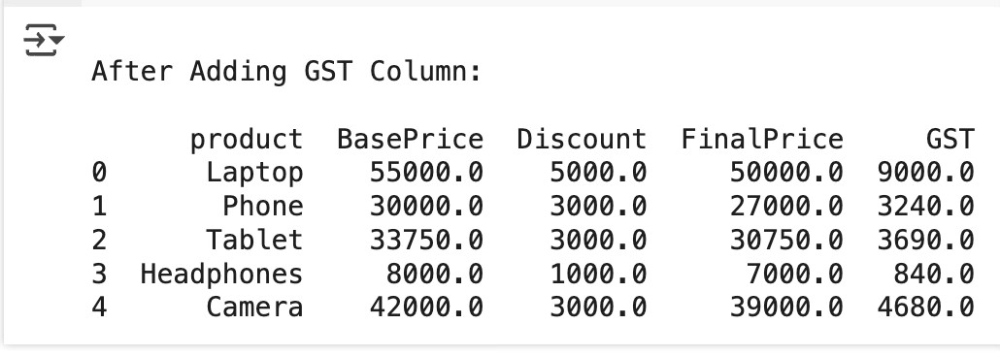 After Adding GST Column:
product BasePrice Discount FinalPrice GST
0 Laptop 55000.0 5000.0 50000.0 9000.0
1 Phone 30000.0 3000.0 27000.0 3240.0
2 Tablet 33750.0 3000.0 30750.0 3690.0
3 Headphones 8000.0 1000.0 7000.0 840.0
4 Camera 42000.0 3000.0 39000.0 4680.0